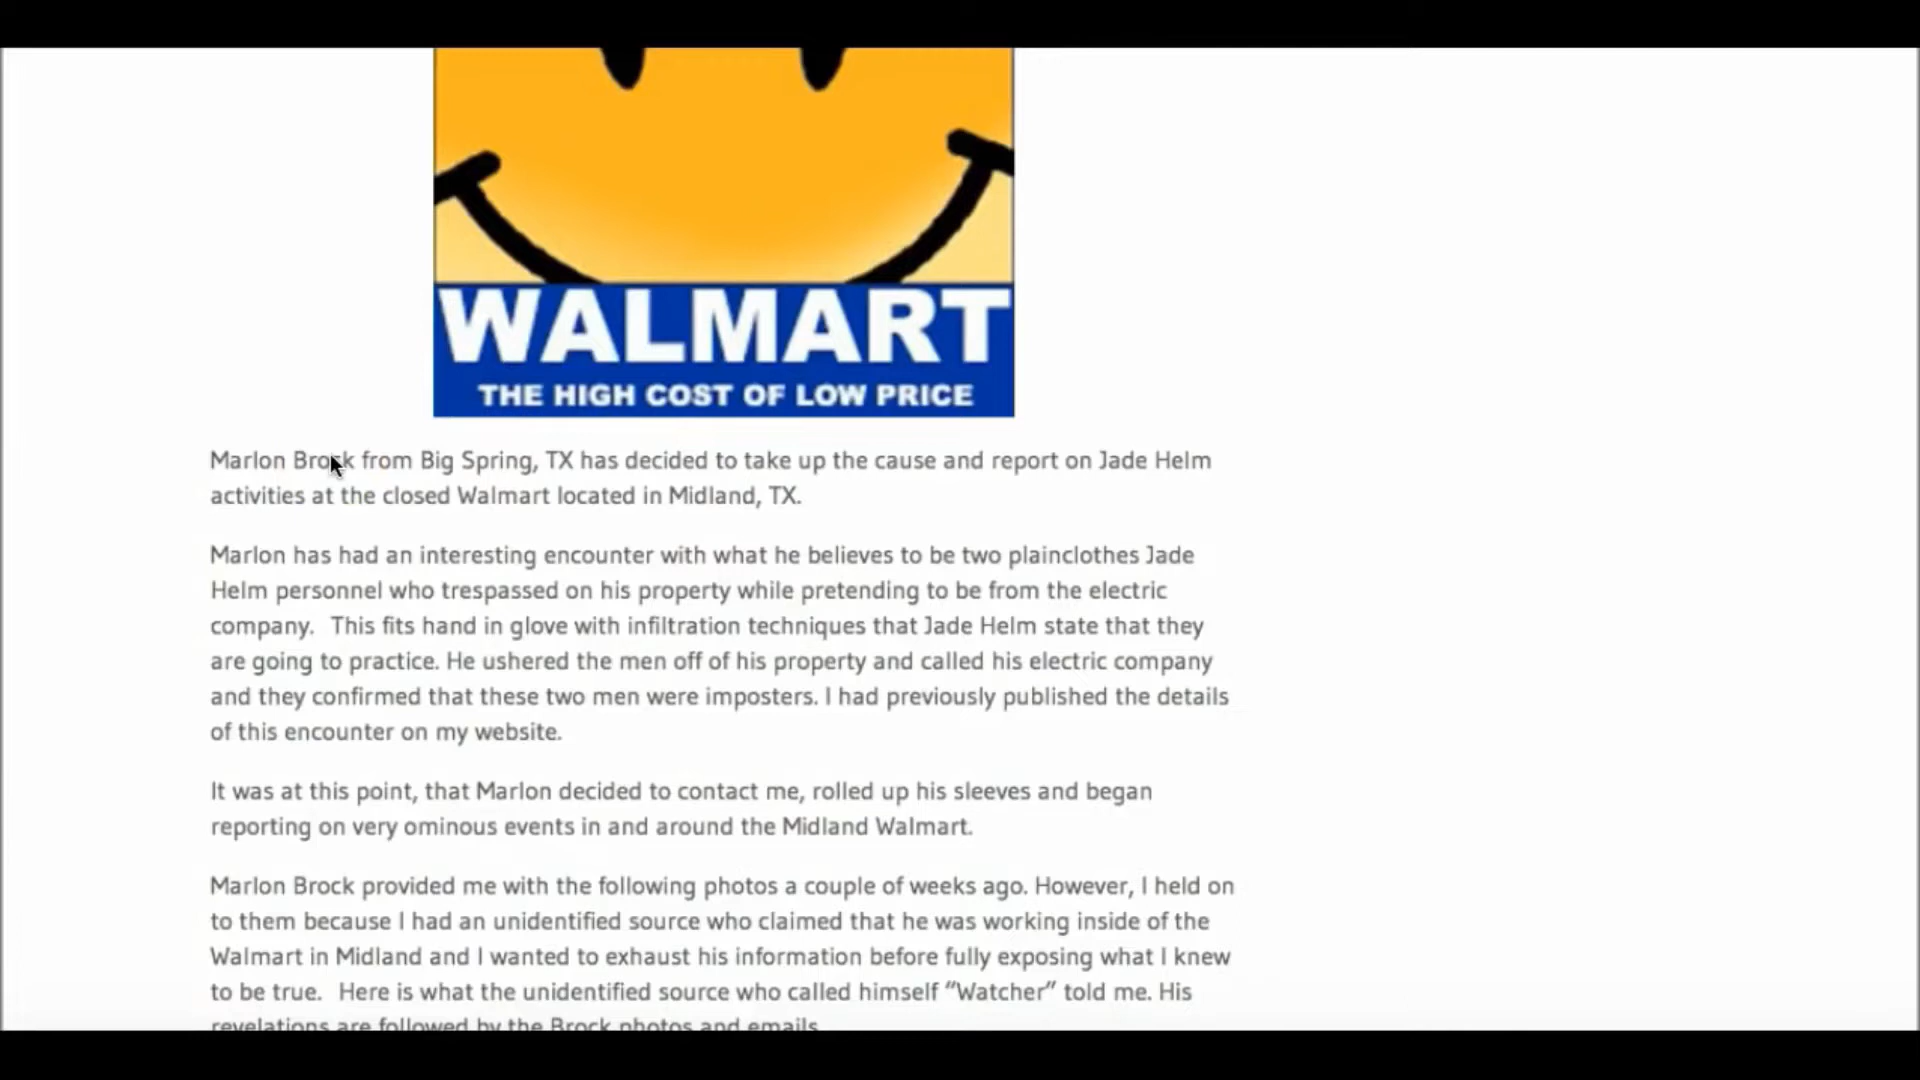 WALMART
THE HIGH COST OF LOW PRICE
Marlon Brock from Big Spring, TX has decided to take up the cause and report on Jade Helm
activities at the closed Walmart located in Midland, TX.
Marlon has had an interesting encounter with what he believes to be two plainclothes Jade
Helm personnel who trespassed on his property while pretending to be from the electric
company.  This fits hand in glove with infiltration techniques that Jade Helm state that they
are going to practice. He ushered the men off of his property and called his electric company
and they confirmed that these two men were imposters. I had previously published the details
of this encounter on my website.
It was at this point, that Marlon decided to contact me, rolled up his sleeves and began
reporting on very ominous events in and around the Midland Walmart.
Marlon Brock provided me with the following photos a couple of weeks ago. However, I held on
to them because I had an unidentified source who claimed that he was working inside of the
Walmart in Midland and I wanted to exhaust his information before fully exposing what I knew
to be true.  Here is what the unidentified source who called himself “Watcher” told me. His
revelations are followed by the Brock photos and emails